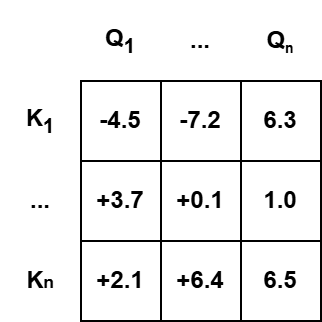 Q1 ... Qn
K1 -4.5 -7.2 6.3
... +3.7 +0.1 1.0
Kn +2.1 +6.4 6.5